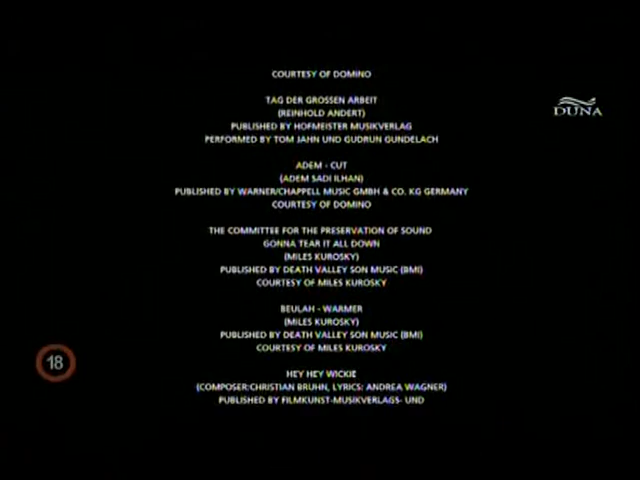 COURTESY OF DOMINO
TAG DER GROSSEN ARBEIT
(REINHOLD ANDERT)
PUBLISHED BY HOFMEISTER MUSIKVERLAG
PERFORMED BY TOM JAHN UND GUDRUN GUNDELACH
DUNA
ADEM - CUT
(ADEM SADI ILHAN)
PUBLISHED BY WARNER/CHAPPELL MUSIC GMBH & CO. KG GERMANY
COURTESY OF DOMINO
THE COMMITTEE FOR THE PRESERVATION OF SOUND
GONNA TEAR IT ALL DOWN
(MILES KUROSKY)
PUBLISHED BY DEATH VALLEY SON MUSIC (BMI)
COURTESY OF MILES KUROSKY
BEULAH - WARMER
(MILES KUROSKY)
PUBLISHED BY DEATH VALLEY SON MUSIC (BMI)
COURTESY OF MILES KUROSKY
18
HEY HEY WICKIE
(COMPOSER:CHRISTIAN BRUHN, LYRICS: ANDREA WAGNER)
PUBLISHED BY FILMKUNST-MUSIKVERLAGS- UND